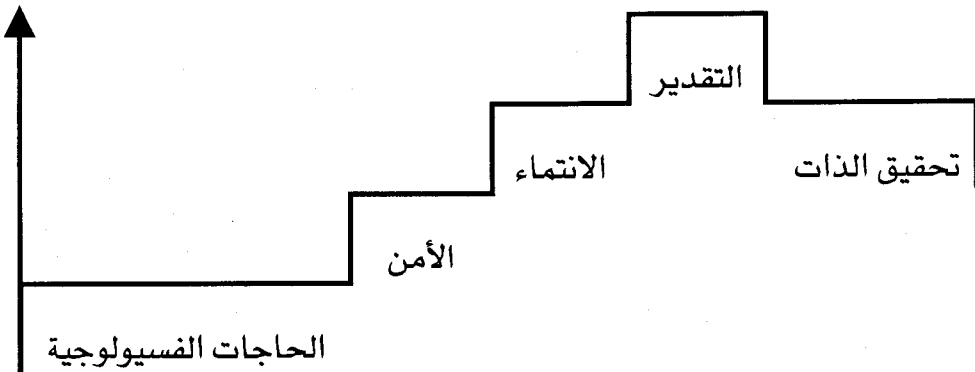 التقدير
الانتماء
تحقيق الذات
الأمن
الحاجات الفسيولوجية